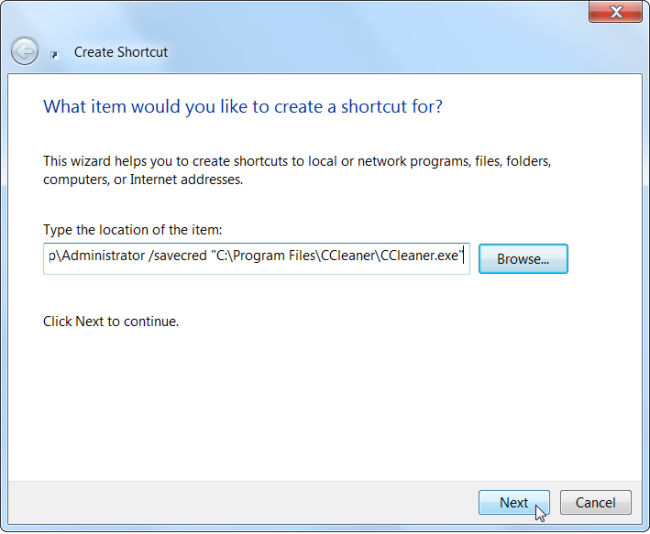 Create Shortcut
What item would you like to create a shortcut for?
This wizard helps you to create shortcuts to local or network programs, files, folders,
computers, or Internet addresses.
Type the location of the item:
p\Administrator /savecred "C:\Program Files\CCleaner\CCleaner.exe"
Browse...
Click Next to continue.
Next
Cancel